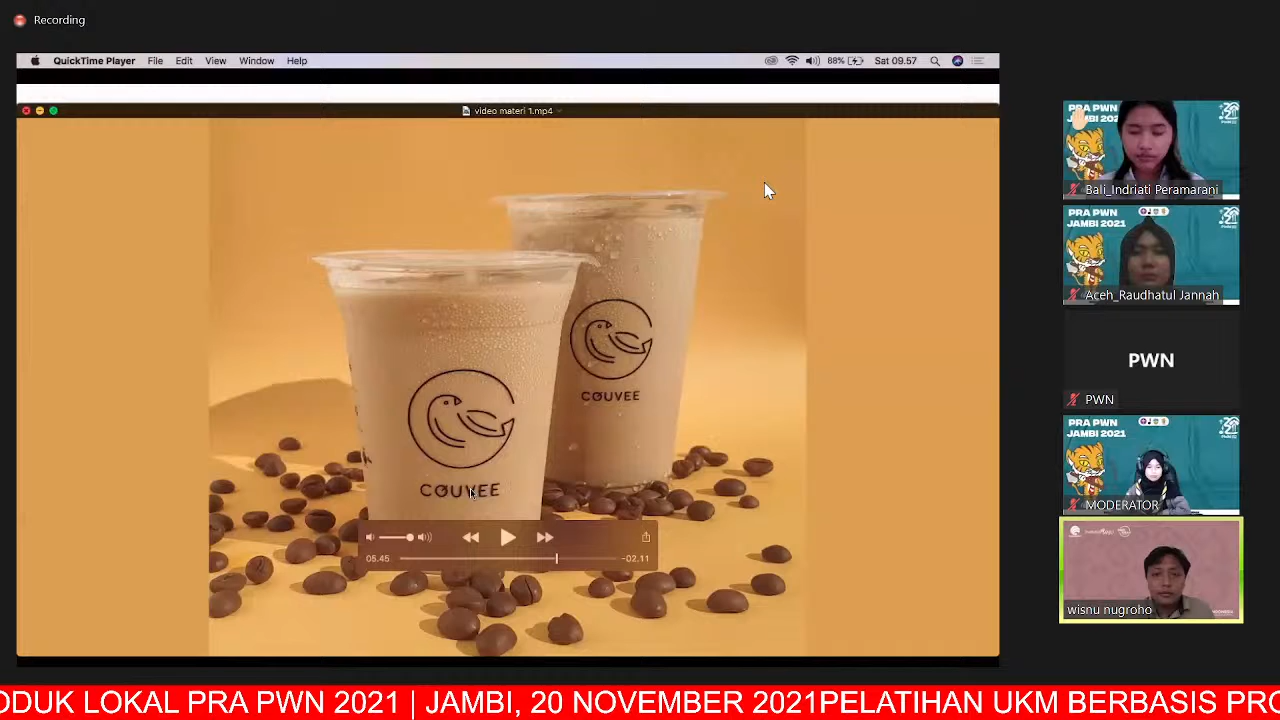 Recording
QuickTime Player File Edit View Window Help
88% Sat 09.57
video materi 1.mp4
COUVEE
COUVEE
05.45 -02.11
PRA PWN
JAMBI 202
Bali_Indriati Peramarani
PRA PWN
JAMBI 2021
Aceh_Raudhatul Jannah
PWN
PWN
PRA PWN
JAMBI 2021
MODERATOR
wisnu nugroho
ODUK LOKAL PRA PWN 2021 | JAMBI, 20 NOVEMBER 2021PELATIHAN UKM BERBASIS PRO